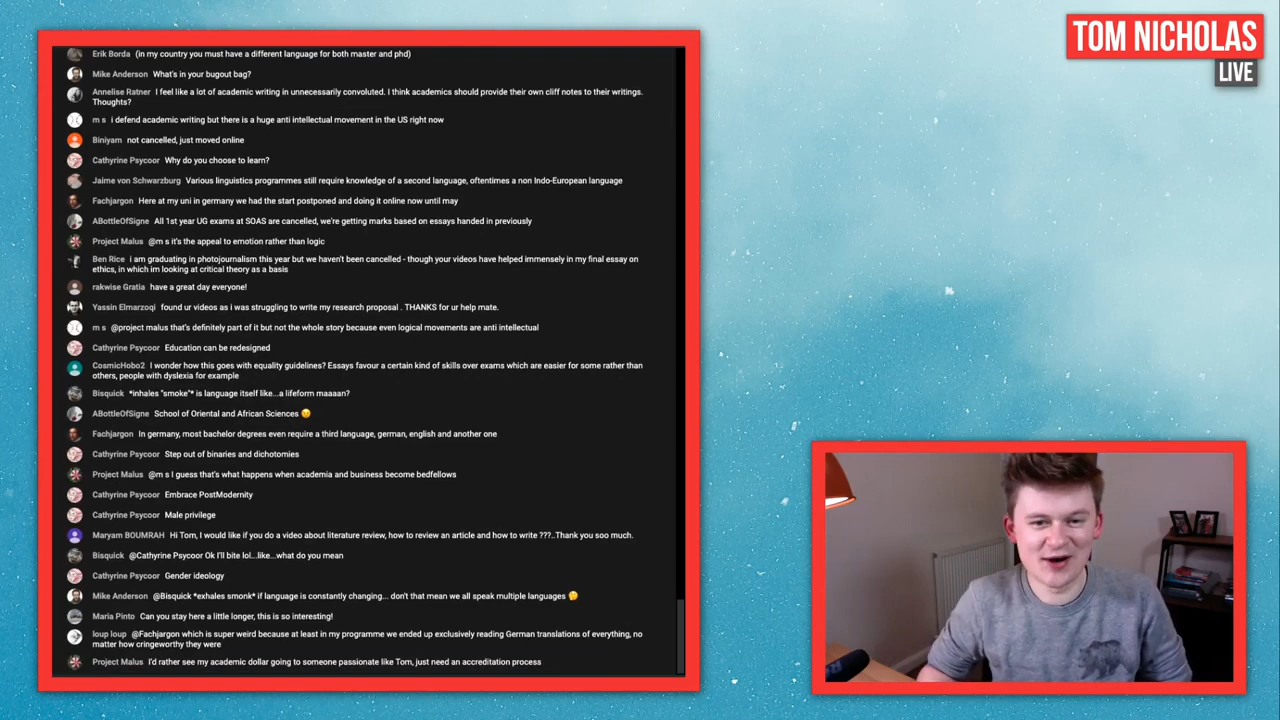 TOM NICHOLAS
LIVE
Erik Borda (in my country you must have a different language for both master and phd)
Mike Anderson What's in your bugout bag?
Annelise Ratner I feel like a lot of academic writing in unnecessarily convoluted. I think academics should provide their own cliff notes to their writings.
Thoughts?
m s i defend academic writing but there is a huge anti intellectual movement in the US right now
Biniyam not cancelled, just moved online
Cathyrine Psycoor Why do you choose to learn?
Jaime von Schwarzburg Various linguistics programmes still require knowledge of a second language, oftentimes a non Indo-European language
Fachjargon Here at my uni in germany we had the start postponed and doing it online now until may
ABottleOfSigne All 1st year UG exams at SOAS are cancelled, we're getting marks based on essays handed in previously
Project Malus @m s it's the appeal to emotion rather than logic
Ben Rice i am graduating in photojournalism this year but we haven't been cancelled - though your videos have helped immensely in my final essay on
ethics, in which im looking at critical theory as a basis
rakwise Gratia have a great day everyone!
Yassin Elmarzoqi found ur videos as i was struggling to write my research proposal . THANKS for ur help mate.
m s @project malus that's definitely part of it but not the whole story because even logical movements are anti intellectual
Cathyrine Psycoor Education can be redesigned
CosmicHobo2 I wonder how this goes with equality guidelines? Essays favour a certain kind of skills over exams which are easier for some rather than
others, people with dyslexia for example
Bisquick *inhales "smoke"* is language itself like...a lifeform maaaan?
ABottleOfSigne School of Oriental and African Sciences 😉
Fachjargon In germany, most bachelor degrees even require a third language, german, english and another one
Cathyrine Psycoor Step out of binaries and dichotomies
Project Malus @m s I guess that's what happens when academia and business become bedfellows
Cathyrine Psycoor Embrace PostModernity
Cathyrine Psycoor Male privilege
Maryam BOUMRAH Hi Tom, I would like if you do a video about literature review, how to review an article and how to write ???..Thank you soo much.
Bisquick @Cathyrine Psycoor Ok I'll bite lol...like...what do you mean
Cathyrine Psycoor Gender ideology
Mike Anderson @Bisquick *exhales smonk* if language is constantly changing... don't that mean we all speak multiple languages 🤔
Maria Pinto Can you stay here a little longer, this is so interesting!
loup loup @Fachjargon which is super weird because at least in my programme we ended up exclusively reading German translations of everything, no
matter how cringeworthy they were
Project Malus I'd rather see my academic dollar going to someone passionate like Tom, just need an accreditation process